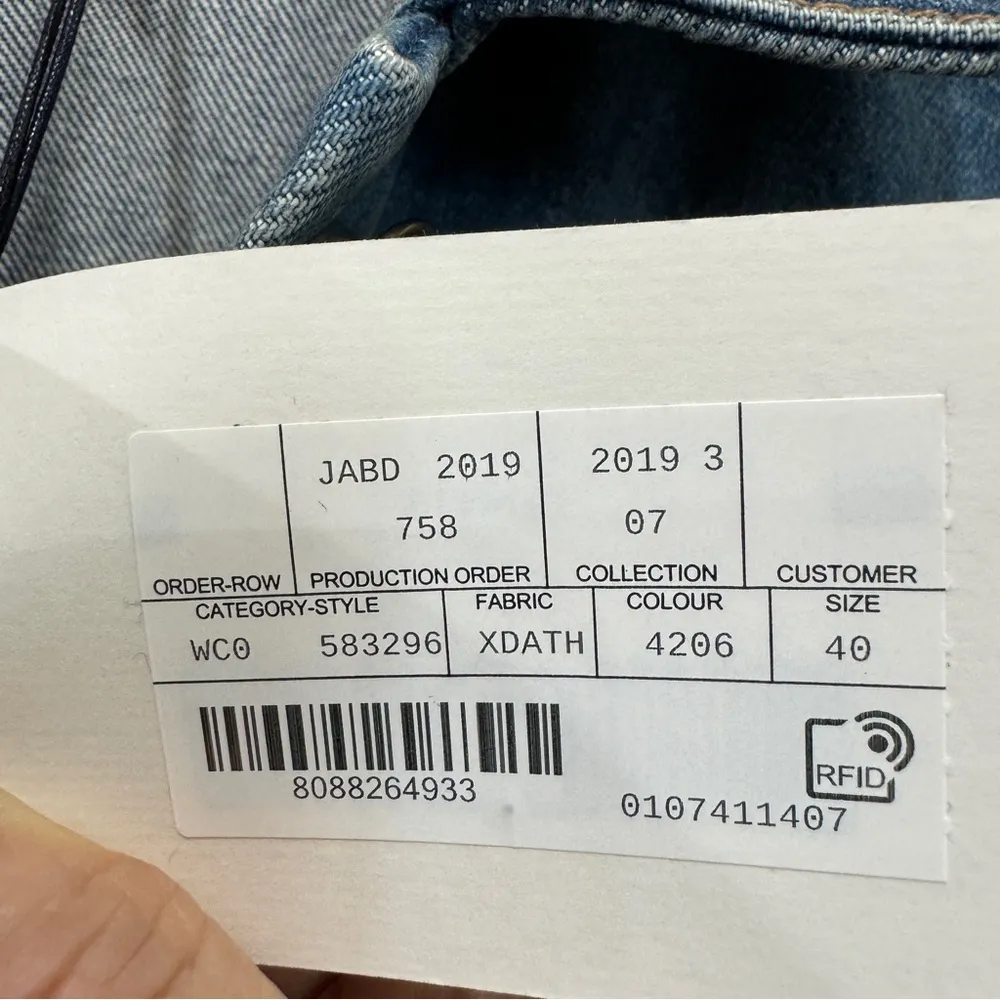 JABD 2019
2019 3
758
07
ORDER-ROW PRODUCTION ORDER COLLECTION CUSTOMER
CATEGORY-STYLE FABRIC COLOUR SIZE
WC0 583296 XDATH 4206 40
8088264933
RFID
0107411407